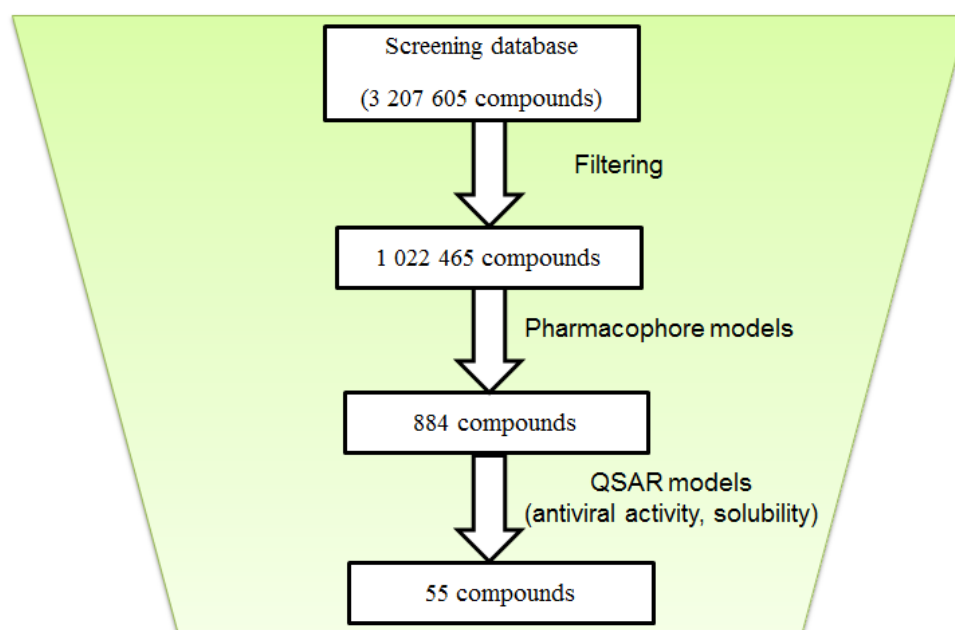 Screening database
(3 207 605 compounds)
Filtering
1 022 465 compounds
Pharmacophore models
884 compounds
QSAR models
(antiviral activity, solubility)
55 compounds